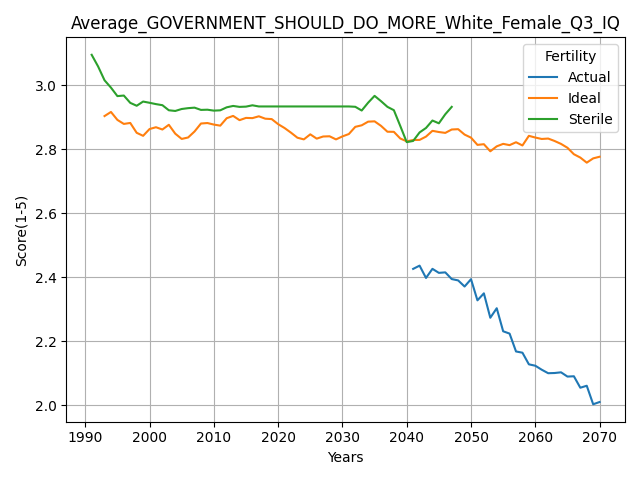 Average_GOVERNMENT_SHOULD_DO_MORE_White_Female_Q3_IQ
Fertility
Actual
Ideal
Sterile
Score(1-5)
3.0
2.8
2.6
2.4
2.2
2.0
1990 2000 2010 2020 2030 2040 2050 2060 2070
Years